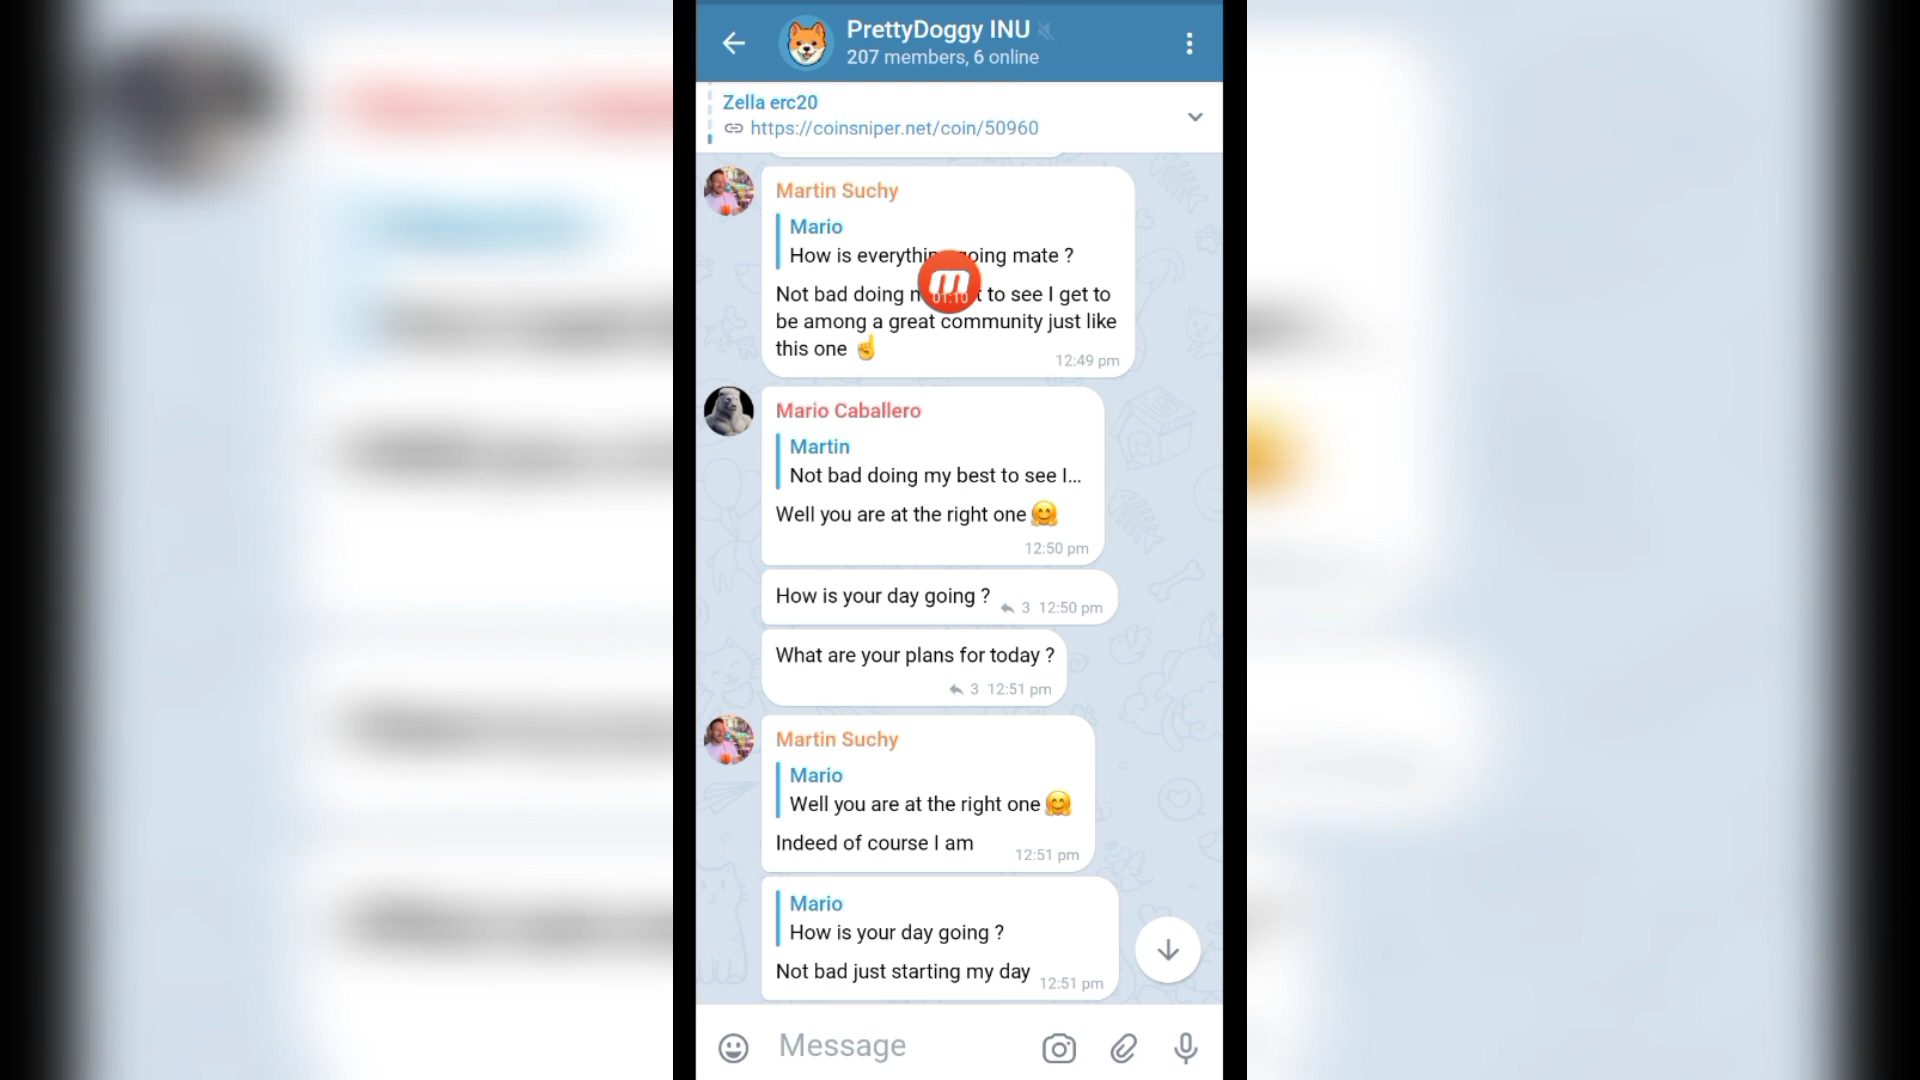 PrettyDoggy INU
207 members, 6 online
Zella erc20
https://coinsniper.net/coin/50960
Martin Suchy
Mario
How is everything going mate ?
Not bad doing to see I get to
be among a great community just like
this one ☝
12:49 pm
01:10
Mario Caballero
Martin
Not bad doing my best to see I...
Well you are at the right one 🤗
12:50 pm
How is your day going ? 3 12:50 pm
What are your plans for today ?
3 12:51 pm
Martin Suchy
Mario
Well you are at the right one 🤗
Indeed of course I am 12:51 pm
Mario
How is your day going ?
Not bad just starting my day 12:51 pm
Message